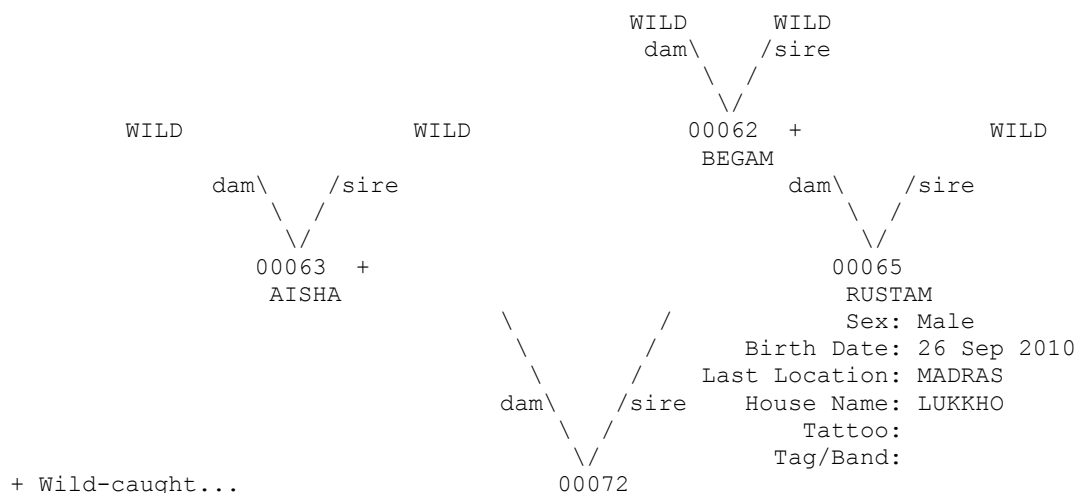 WILD WILD
dam\ /sire
\ /
\/
WILD WILD 00062 + WILD
BEGAM
dam\ /sire dam\ /sire
\ / \ /
\/ \/
00063 + 00065
AISHA RUSTAM
\ / Sex: Male
\ / Birth Date: 26 Sep 2010
\ / Last Location: MADRAS
dam\ /sire House Name: LUKKHO
\ / Tattoo:
\/ Tag/Band:
+ Wild-caught... 00072